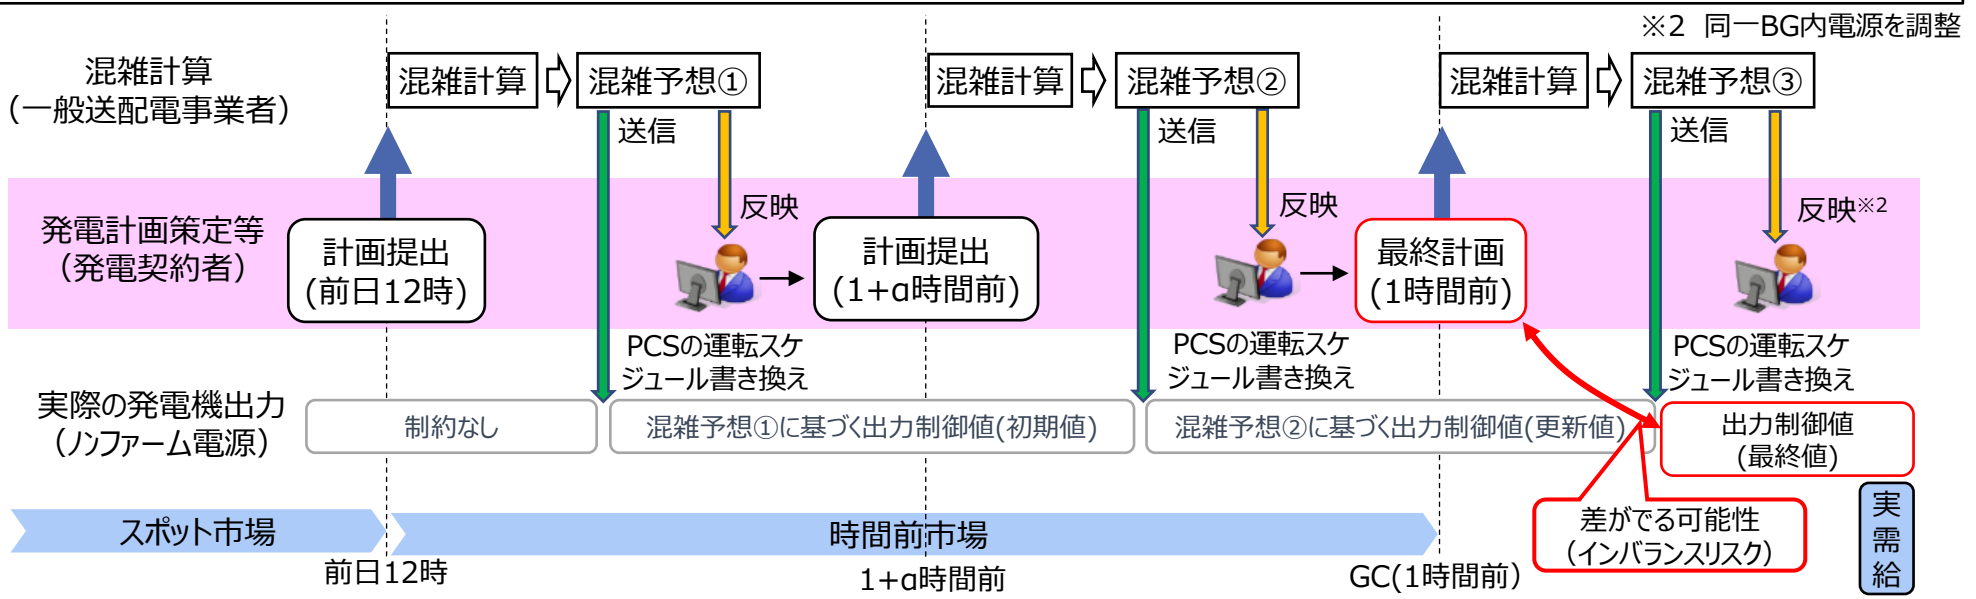 ※2 同一BG内電源を調整
混雑計算
（一般送配電事業者）
混雑計算
混雑予想①
混雑計算
混雑予想②
混雑計算
混雑予想③
送信
送信
送信
発電計画策定等
（発電契約者）
計画提出
(前日12時)
反映
計画提出
(1+α時間前)
反映
最終計画
(1時間前)
反映※2
PCSの運転スケ
ジュール書き換え
PCSの運転スケ
ジュール書き換え
PCSの運転スケ
ジュール書き換え
実際の発電機出力
（ノンファーム電源）
制約なし
混雑予想①に基づく出力制御値(初期値)
混雑予想②に基づく出力制御値(更新値)
出力制御値
(最終値)
スポット市場
時間前市場
差がでる可能性
（インバランスリスク）
実
需
給
前日12時
1+α時間前
GC(1時間前）